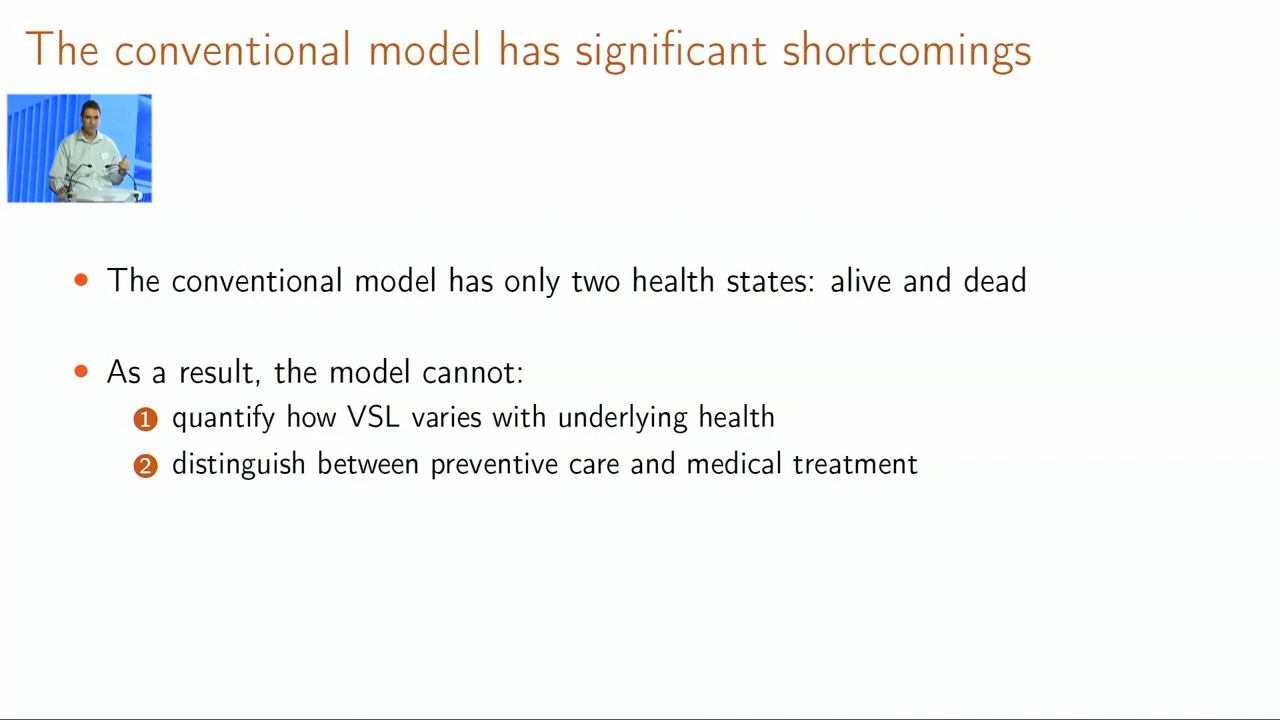 The conventional model has significant shortcomings
• The conventional model has only two health states: alive and dead
• As a result, the model cannot:
1 quantify how VSL varies with underlying health
2 distinguish between preventive care and medical treatment